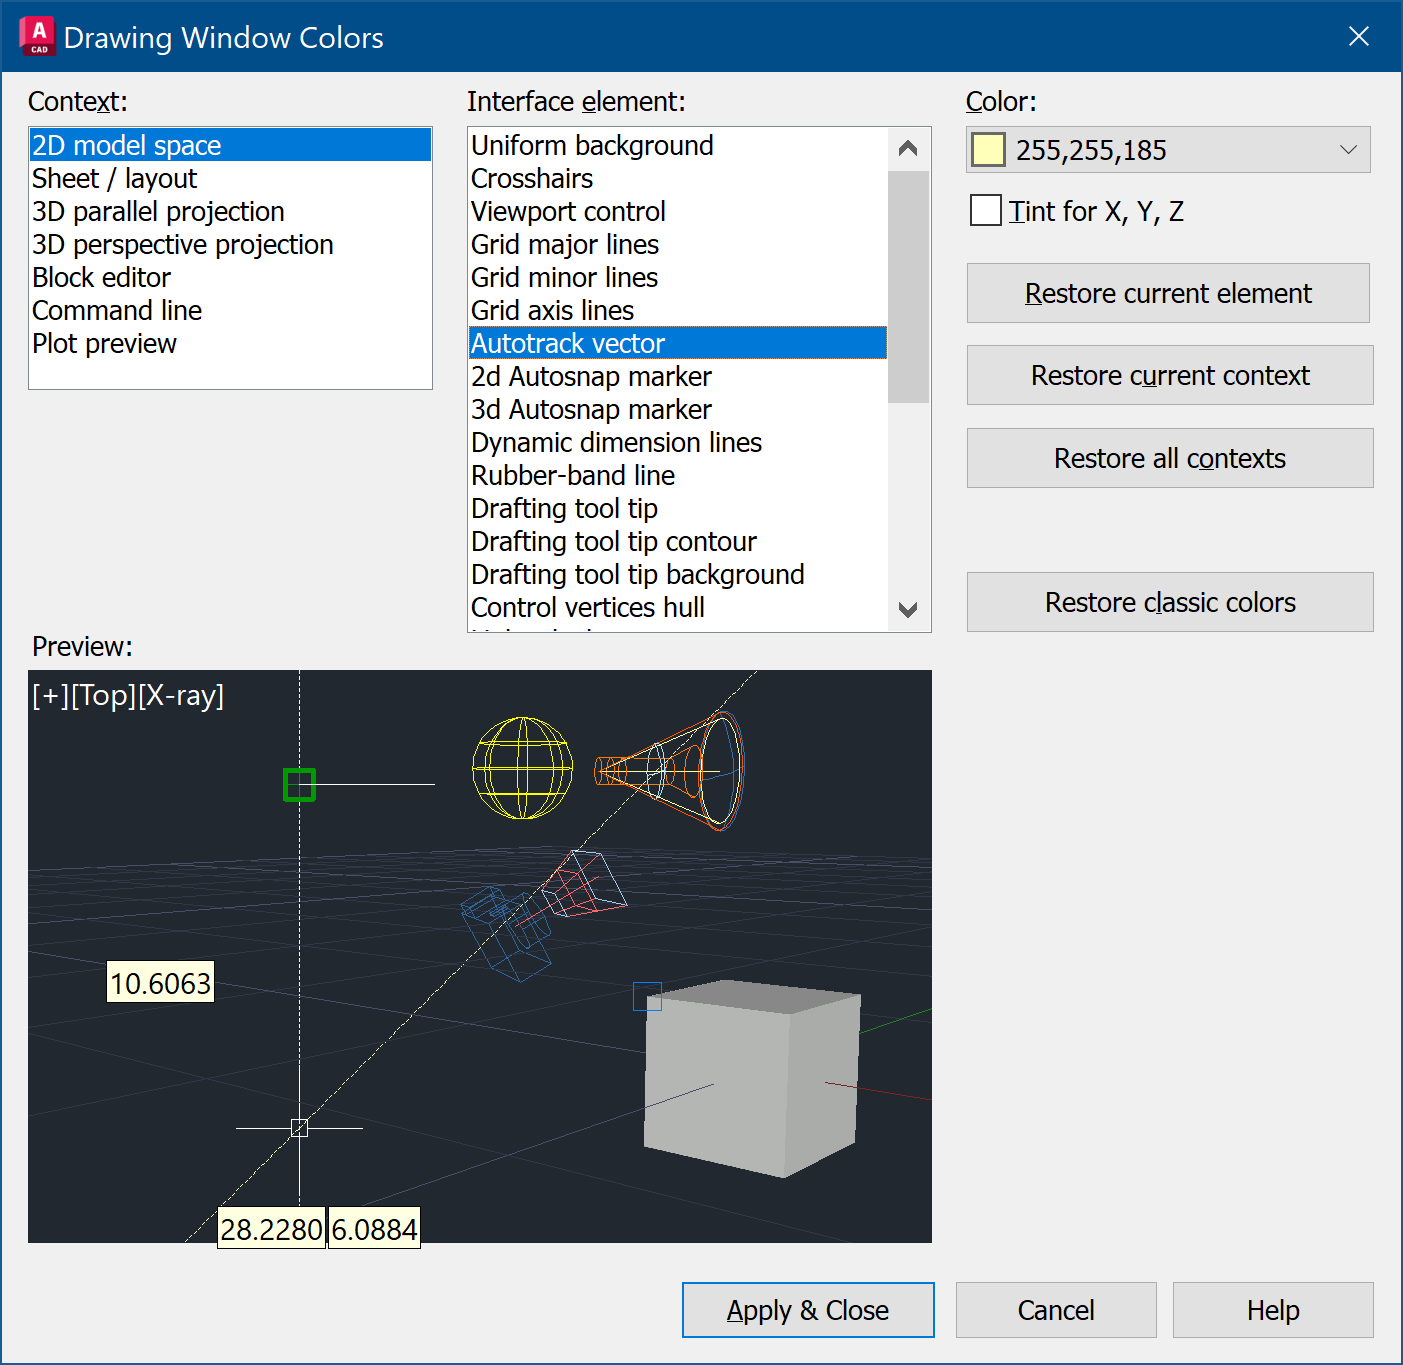 A
CAD
Drawing Window Colors
Context:
2D model space
Sheet / layout
3D parallel projection
3D perspective projection
Block editor
Command line
Plot preview
Interface element:
Uniform background
Crosshairs
Viewport control
Grid major lines
Grid minor lines
Grid axis lines
Autotrack vector
2d Autosnap marker
3d Autosnap marker
Dynamic dimension lines
Rubber-band line
Drafting tool tip
Drafting tool tip contour
Drafting tool tip background
Control vertices hull
Color:
255,255,185
Tint for X, Y, Z
Restore current element
Restore current context
Restore all contexts
Restore classic colors
Preview:
[+][Top][X-ray]
10.6063
28.2280 6.0884
Apply & Close
Cancel
Help